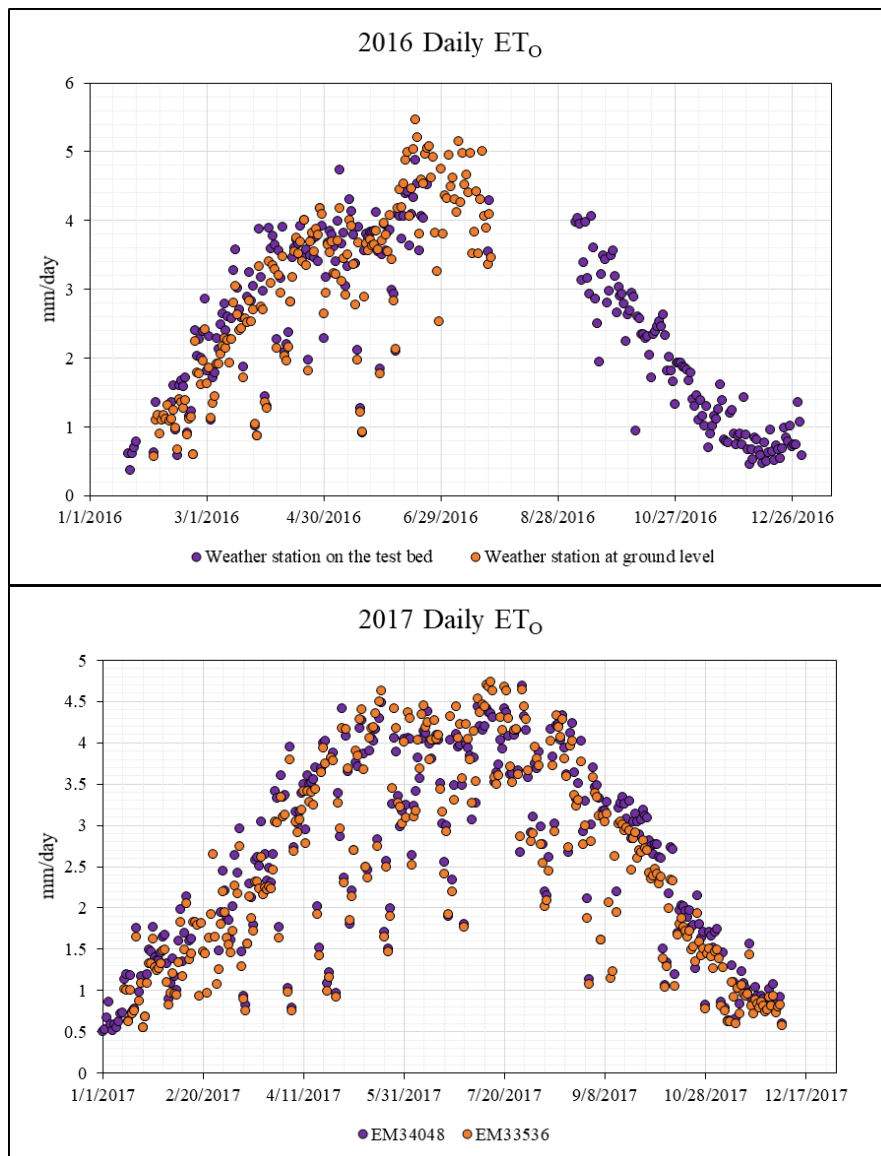 2016 Daily ETO
6
5
4
3
2
1
0
mm/day
1/1/2016 3/1/2016 4/30/2016 6/29/2016 8/28/2016 10/27/2016 12/26/2016
Weather station on the test bed Weather station at ground level
2017 Daily ETO
5
4.5
4
3.5
3
2.5
2
1.5
1
0.5
0
mm/day
1/1/2017 2/20/2017 4/11/2017 5/31/2017 7/20/2017 9/8/2017 10/28/2017 12/17/2017
EM34048 EM33536